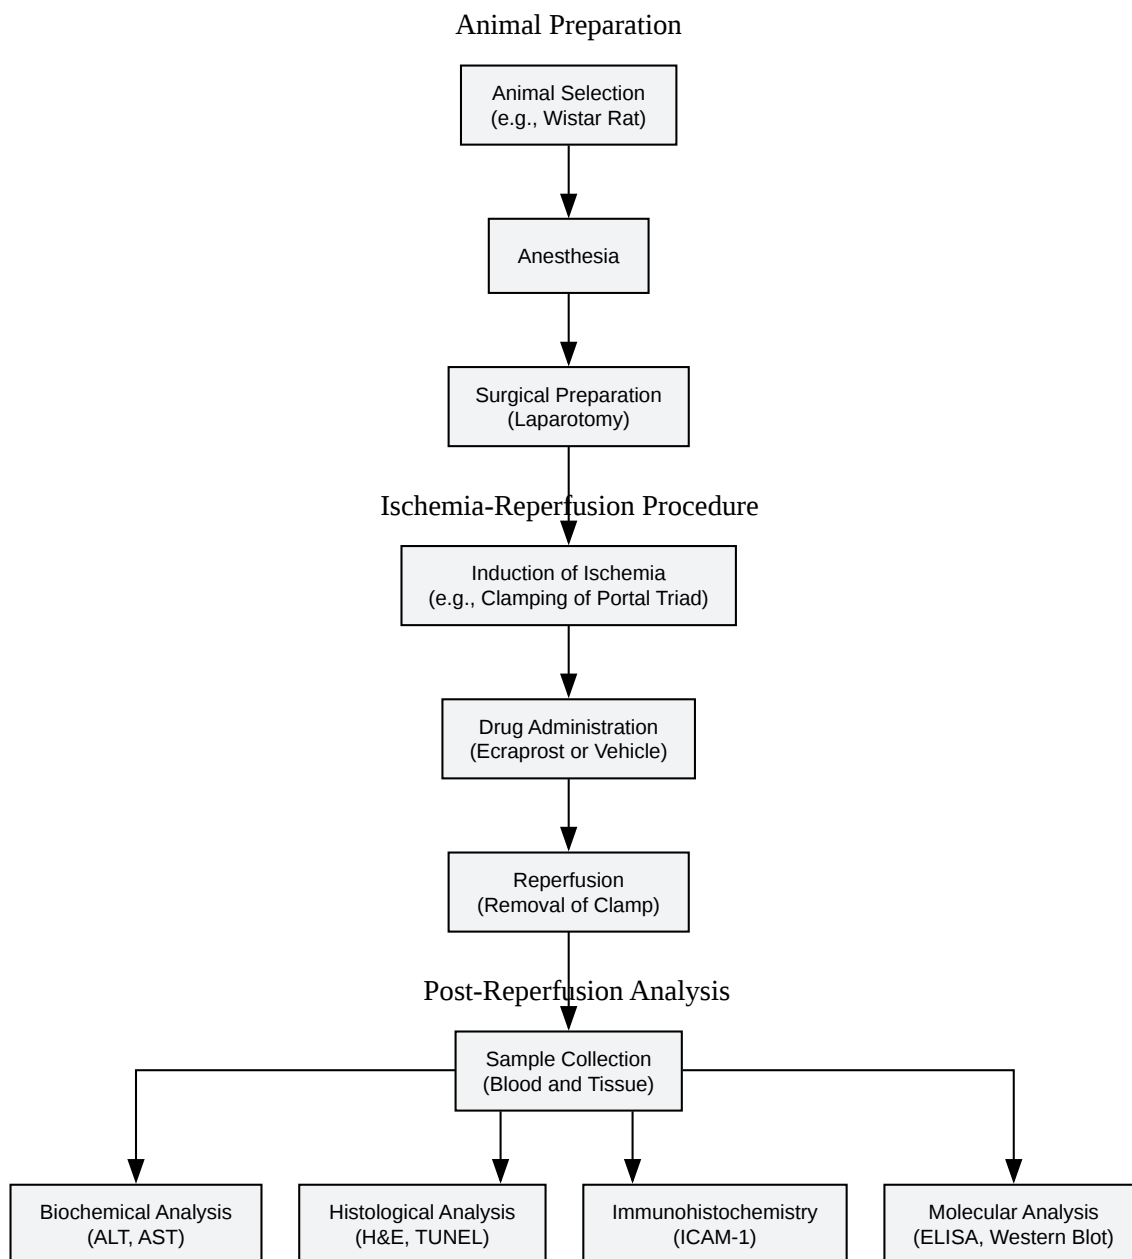 Animal Preparation
Animal Selection
(e.g., Wistar Rat)
Anesthesia
Surgical Preparation
(Laparotomy)
Ischemia-Reperfusion Procedure
Induction of Ischemia
(e.g., Clamping of Portal Triad)
Drug Administration
(Ecraprost or Vehicle)
Reperfusion
(Removal of Clamp)
Post-Reperfusion Analysis
Sample Collection
(Blood and Tissue)
Biochemical Analysis
(ALT, AST)
Histological Analysis
(H&E, TUNEL)
Immunohistochemistry
(ICAM-1)
Molecular Analysis
(ELISA, Western Blot)